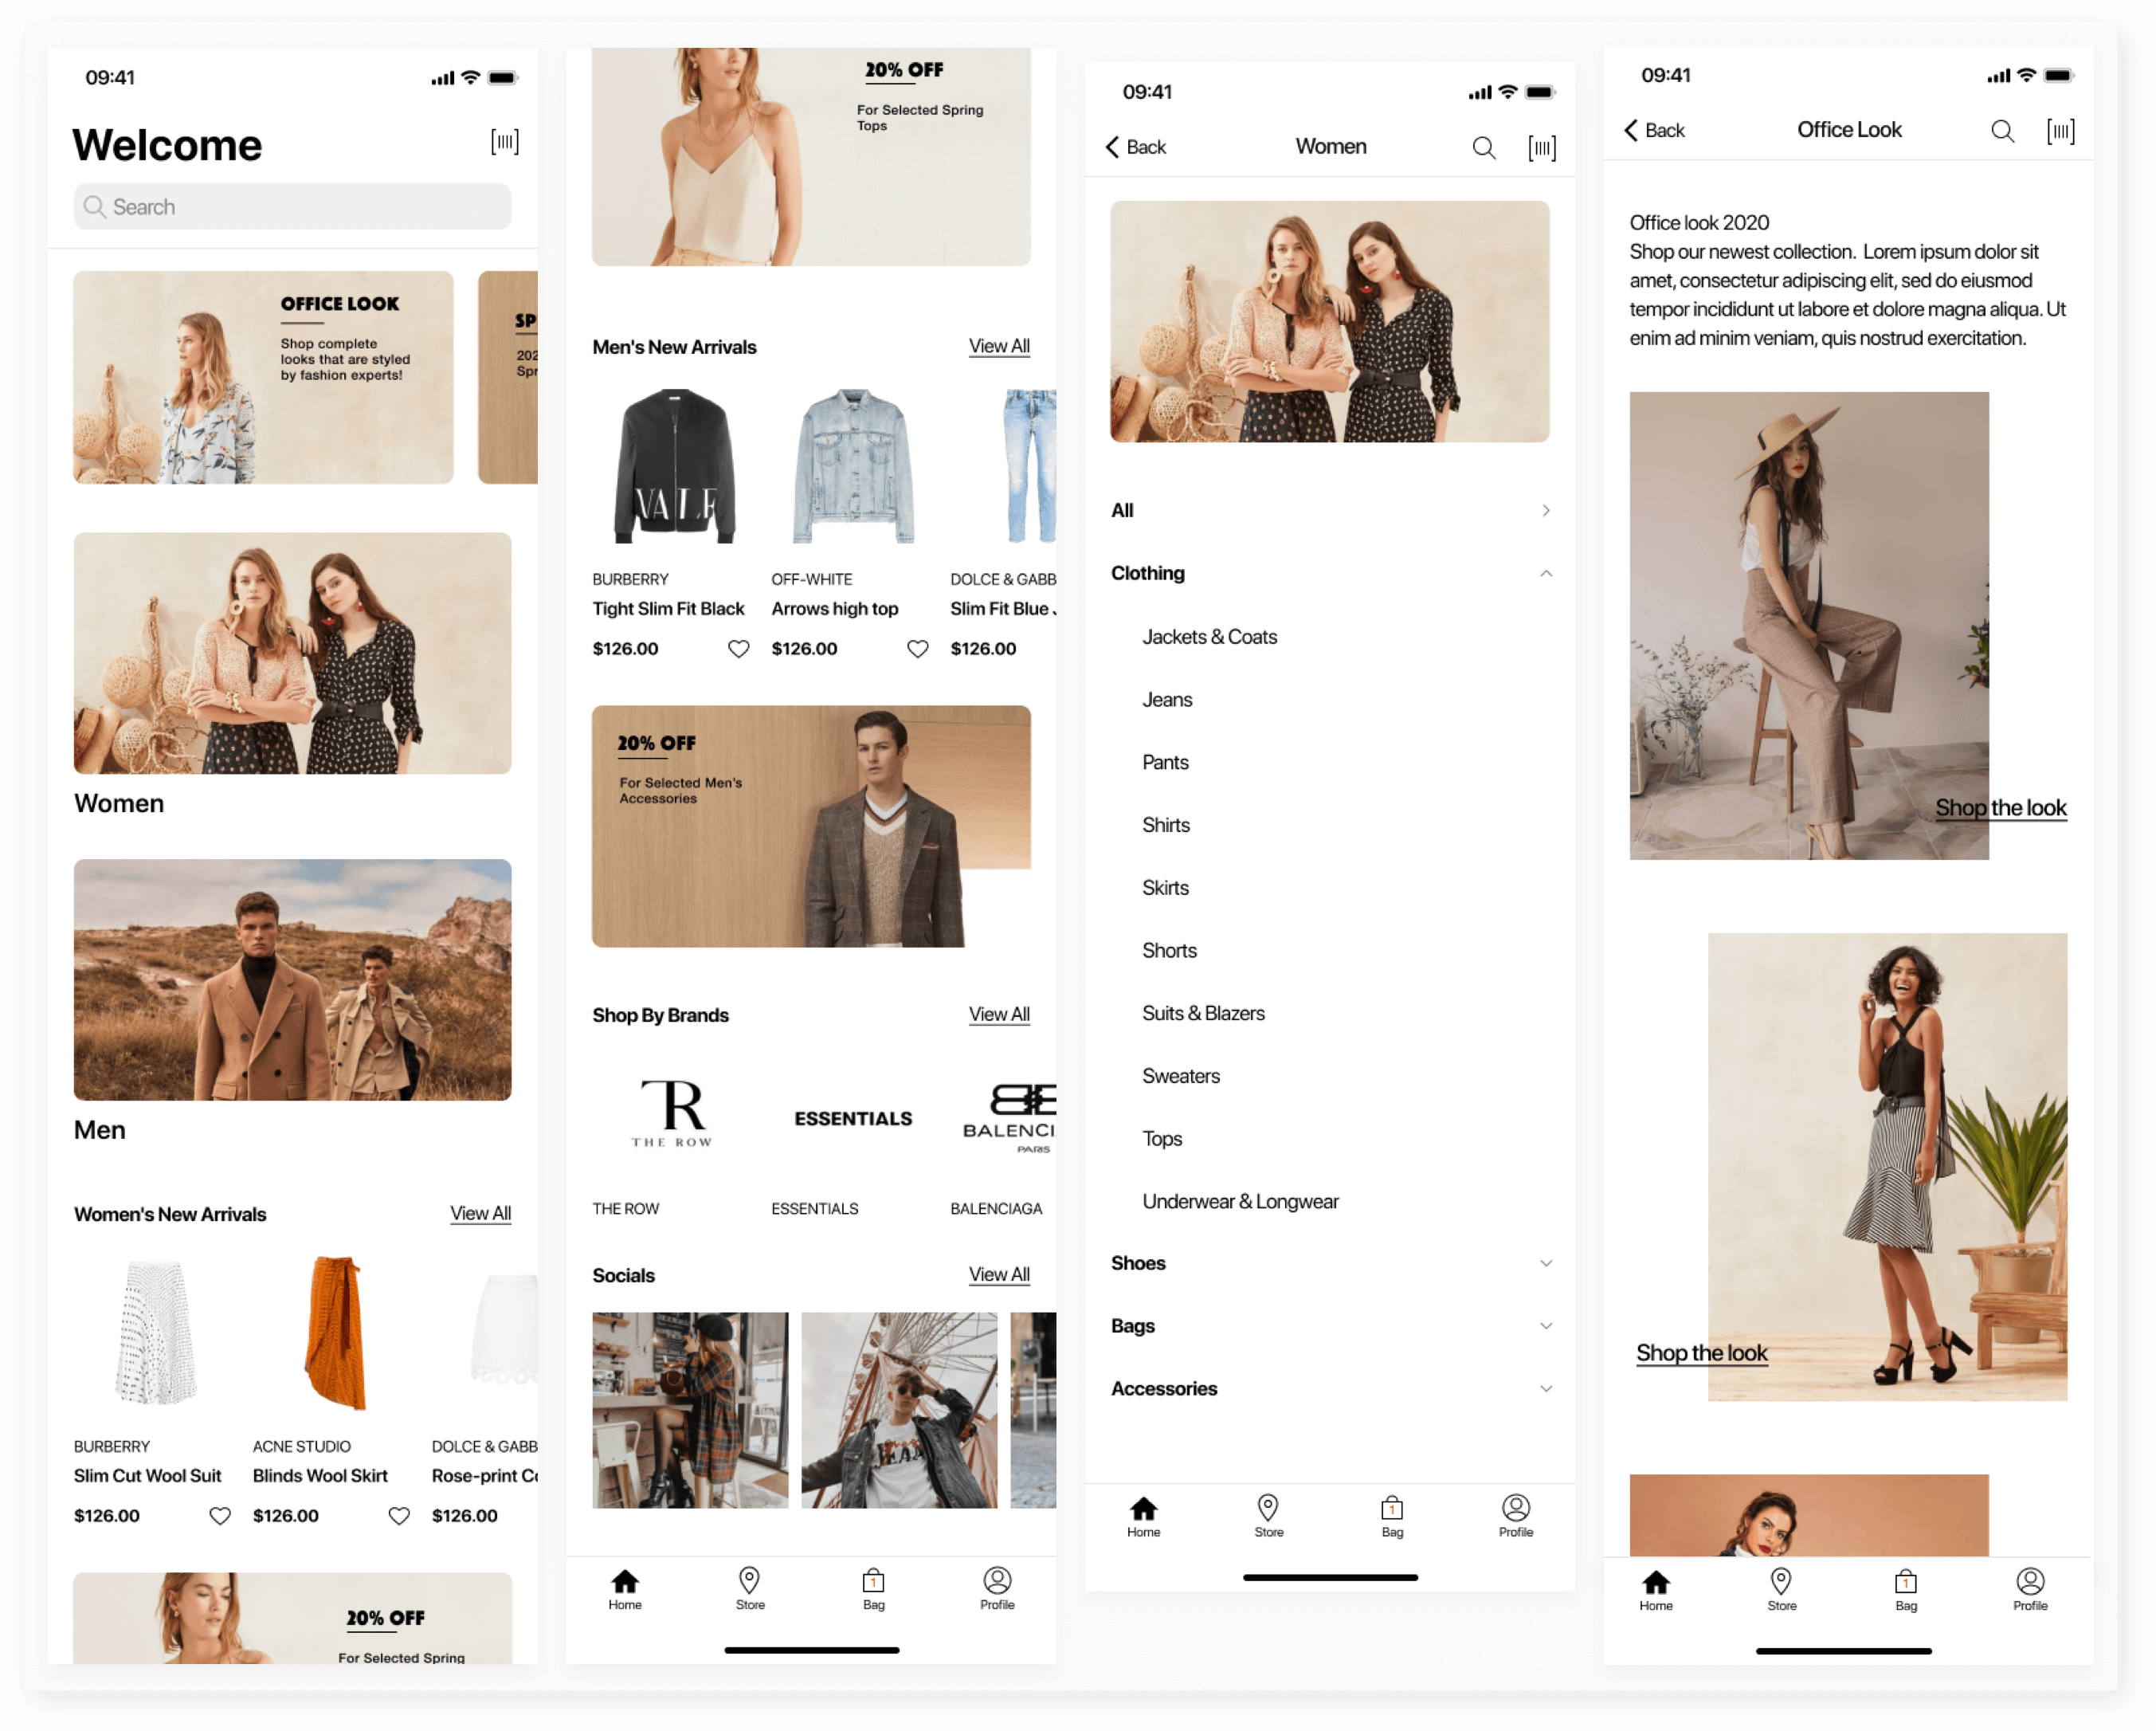 09:41
Welcome
Search
OFFICE LOOK
Shop complete
looks that are styled
by fashion experts!
SP
202
Spr
Women
Men
Women's New Arrivals
View All
BURBERRY
Slim Cut Wool Suit
$126.00
ACNE STUDIO
Blinds Wool Skirt
$126.00
DOLCE & GABB
Rose-print Co
$126.00
20% OFF
For Selected Spring
20% OFF
For Selected Spring
Tops
Men's New Arrivals
View All
VALE
BURBERRY
Tight Slim Fit Black
$126.00
OFF-WHITE
Arrows high top
$126.00
DOLCE & GABB
Slim Fit Blue J
$126.00
20% OFF
For Selected Men's
Accessories
Shop By Brands
View All
TR
THE ROW
ESSENTIALS
BALENCI
PARIS
THE ROW
ESSENTIALS
BALENCIAGA
Socials
View All
Home
Store
1
Bag
Profile
09:41
Back
Women
All
Clothing
Jackets & Coats
Jeans
Pants
Shirts
Skirts
Shorts
Suits & Blazers
Sweaters
Tops
Underwear & Longwear
Shoes
Bags
Accessories
Home
Store
1
Bag
Profile
09:41
Back
Office Look
Office look 2020
Shop our newest collection. Lorem ipsum dolor sit
amet, consectetur adipiscing elit, sed do eiusmod
tempor incididunt ut labore et dolore magna aliqua. Ut
enim ad minim veniam, quis nostrud exercitation.
Shop the look
Shop the look
Home
Store
1
Bag
Profile